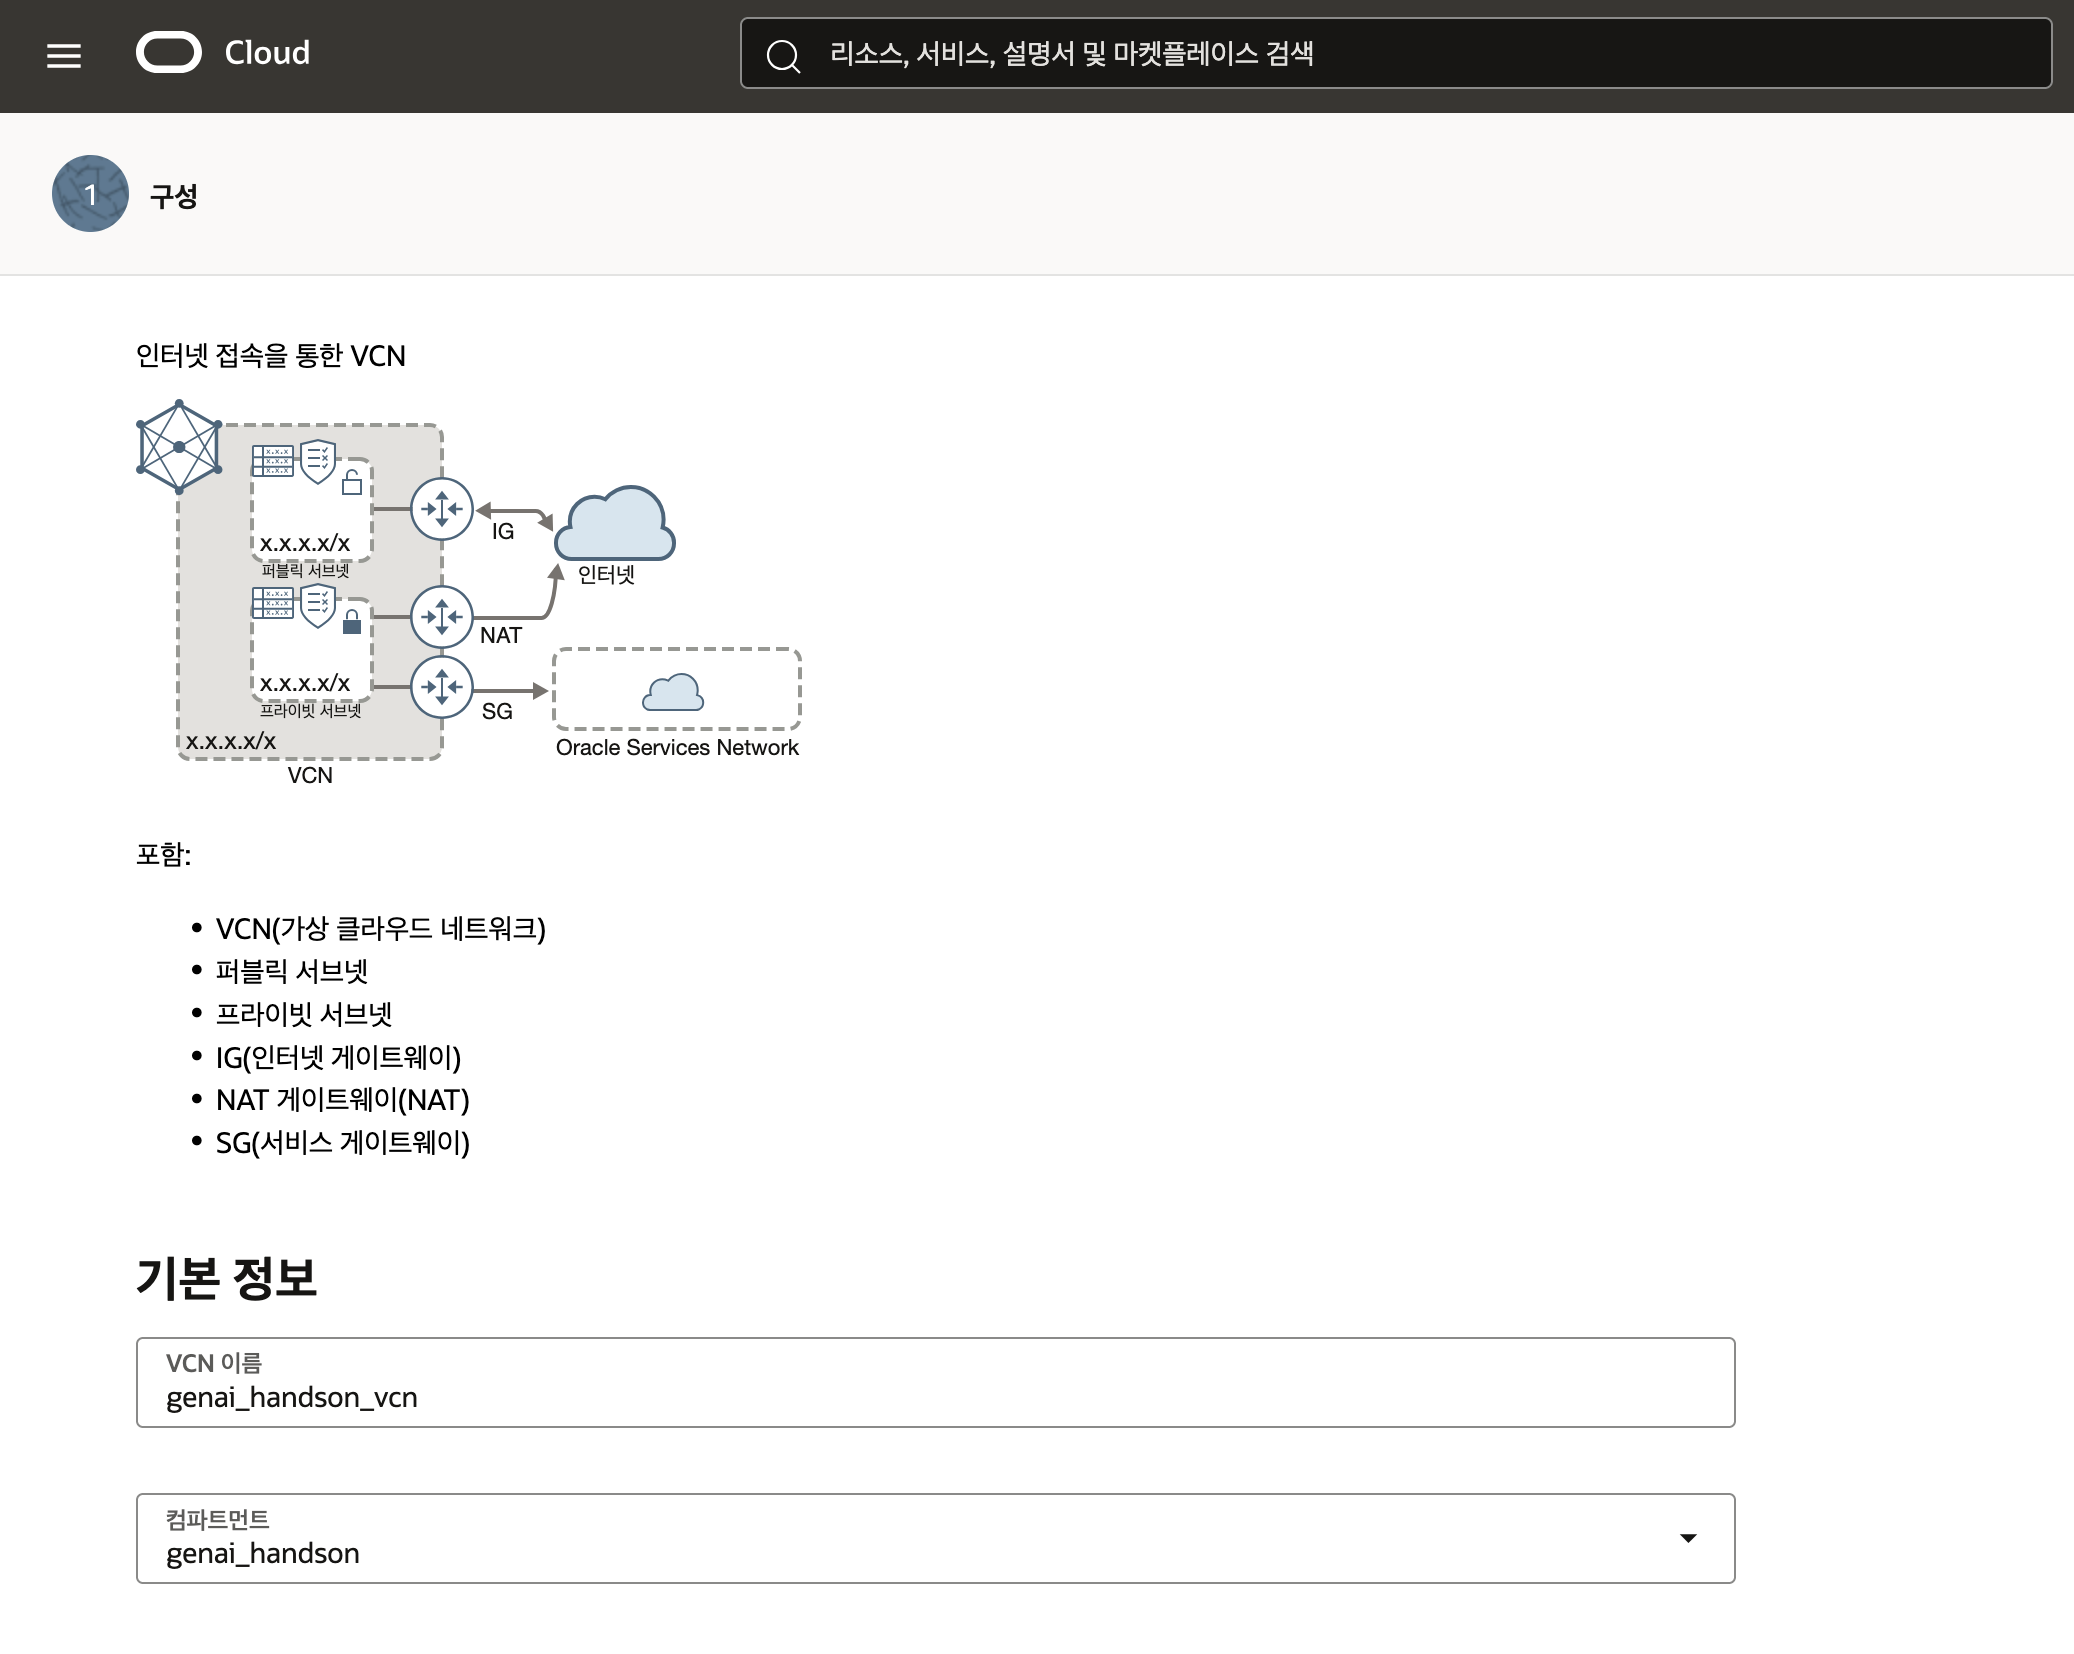 Cloud
리소스, 서비스, 설명서 및 마켓플레이스 검색
1 구성
인터넷 접속을 통한 VCN
x.x.x
x.x.x
x.x.x
x.x.x.x/x
퍼블릭 서브넷
IG
인터넷
x.x.x
x.x.x
x.x.x
NAT
x.x.x.x/x
프라이빗 서브넷
SG
x.x.x.x/x
Oracle Services Network
VCN
포함:
VCN(가상 클라우드 네트워크)
퍼블릭 서브넷
프라이빗 서브넷
IG(인터넷 게이트웨이)
NAT 게이트웨이(NAT)
SG(서비스 게이트웨이)
기본 정보
VCN 이름
genai_handson_vcn
컴파트먼트
genai_handson